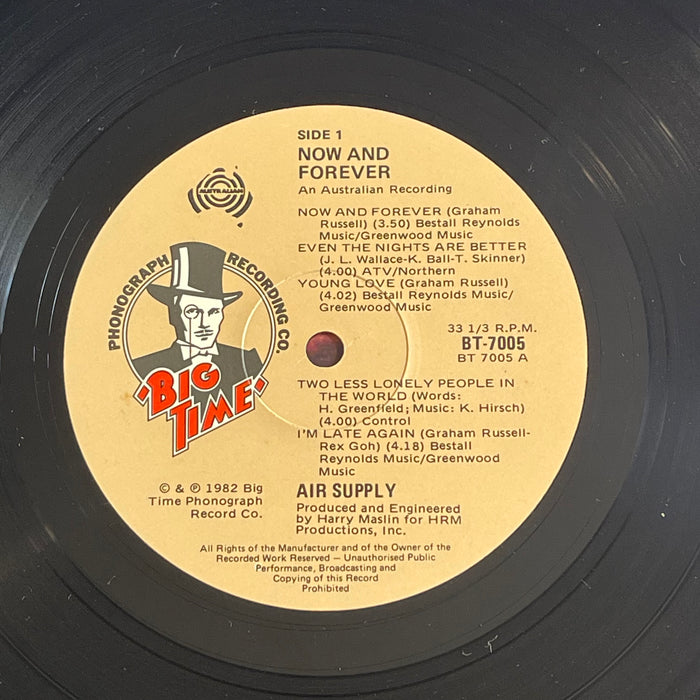 SIDE 1
NOW AND
FOREVER
An Australian Recording
AUSTRALIAN
NOW AND FOREVER (Graham
Russell) (3.50) Bestall Reynolds
Music/Greenwood Music
EVEN THE NIGHTS ARE BETTER
(J. L. Wallace-K. Ball-T. Skinner)
(4.00) ATV/Northern
YOUNG LOVE (Graham Russell)
(4.02) Bestall Reynolds Music/
Greenwood Music
PHONOGRAPH RECORDING CO.
BIG
TIME
33 1/3 R.P.M.
BT-7005
BT 7005 A
TWO LESS LONELY PEOPLE IN
THE WORLD (Words:
H. Greenfield; Music: K. Hirsch)
(4.00) Control
I'M LATE AGAIN (Graham Russell-
Rex Goh) (4.18) Bestall
Reynolds Music/Greenwood
Music
© & ℗ 1982 Big
Time Phonograph
Record Co.
AIR SUPPLY
Produced and Engineered
by Harry Maslin for HRM
Productions, Inc.
All Rights of the Manufacturer and of the Owner of the
Recorded Work Reserved — Unauthorised Public
Performance, Broadcasting and
Copying of this Record
Prohibited